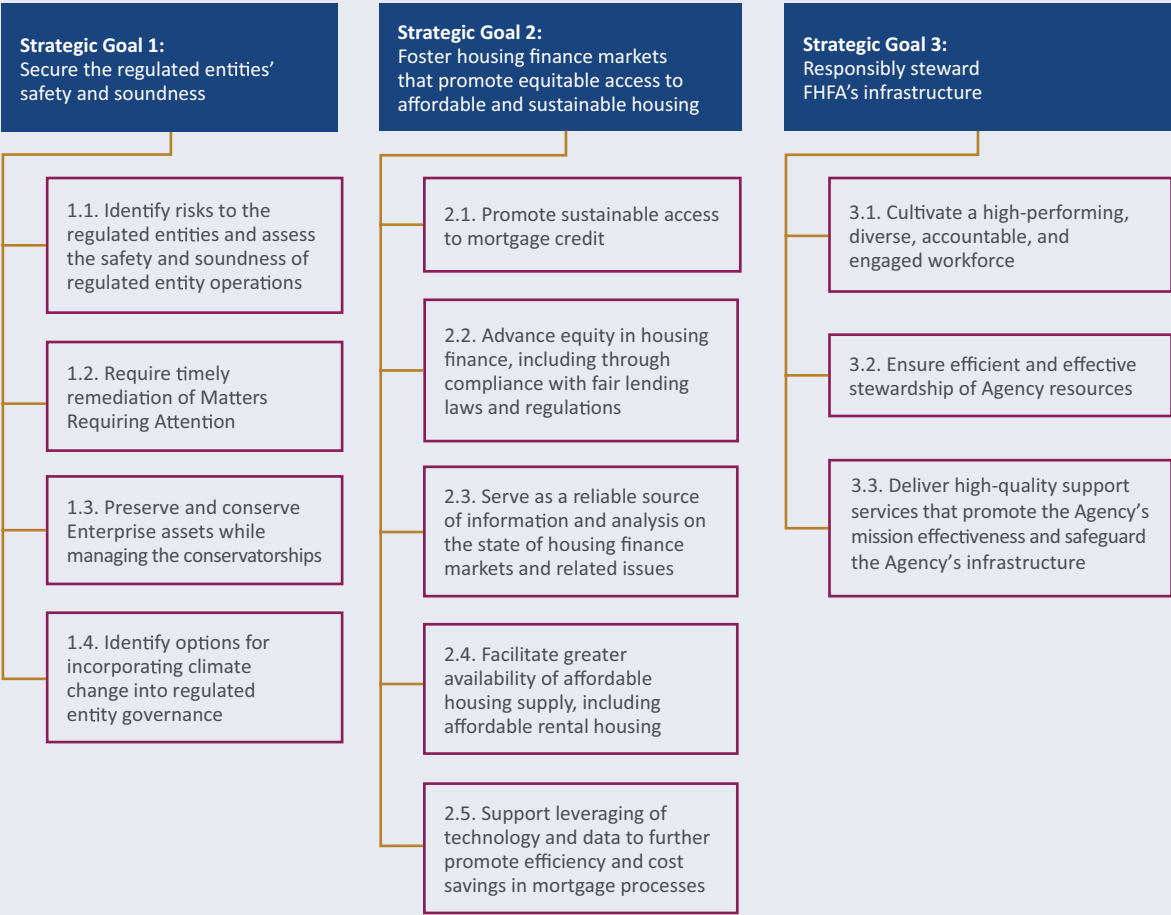 Strategic Goal 1:
Secure the regulated entities’
safety and soundness
1.1. Identify risks to the
regulated entities and assess
the safety and soundness of
regulated entity operations
1.2. Require timely
remediation of Matters
Requiring Attention
1.3. Preserve and conserve
Enterprise assets while
managing the conservatorships
1.4. Identify options for
incorporating climate
change into regulated
entity governance
Strategic Goal 2:
Foster housing finance markets
that promote equitable access to
affordable and sustainable housing
2.1. Promote sustainable access
to mortgage credit
2.2. Advance equity in housing
finance, including through
compliance with fair lending
laws and regulations
2.3. Serve as a reliable source
of information and analysis on
the state of housing finance
markets and related issues
2.4. Facilitate greater
availability of affordable
housing supply, including
affordable rental housing
2.5. Support leveraging of
technology and data to further
promote efficiency and cost
savings in mortgage processes
Strategic Goal 3:
Responsibly steward
FHFA’s infrastructure
3.1. Cultivate a high-performing,
diverse, accountable, and
engaged workforce
3.2. Ensure efficient and effective
stewardship of Agency resources
3.3. Deliver high-quality support
services that promote the Agency’s
mission effectiveness and safeguard
the Agency’s infrastructure